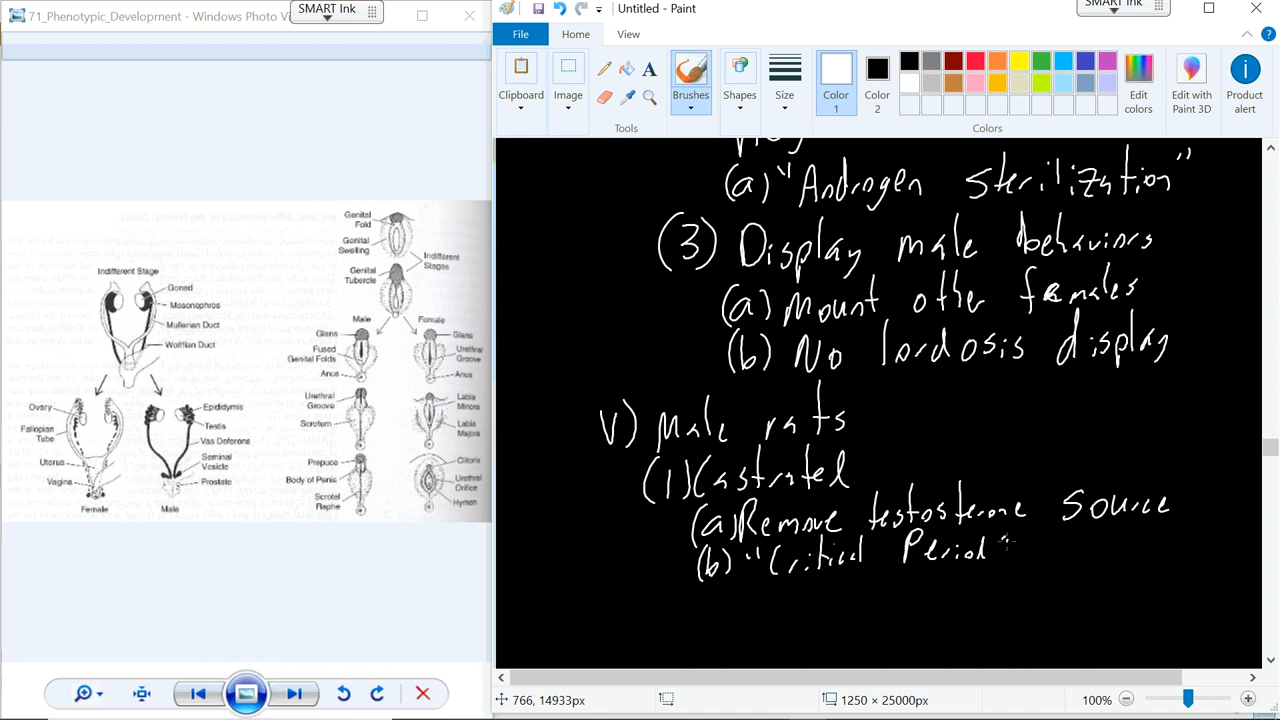 71_Phenotypic_Development - Windows Photo Vi
SMART Ink
Untitled - Paint
SMART Ink
File
Home
View
Clipboard
Image
Tools
Brushes
Shapes
Size
Color 1
Color 2
Edit colors
Edit with Paint 3D
Product alert
Colors
(a) "Androgen sterilization"
(3) Display male behaviors
(a) Mount other females
(b) No lordosis display
V) Male rats
(1) Castrated
(a) Remove testosterone source
(b) "Critical Period"
Indifferent Stage
Gonad
Mesonephros
Mullerian Duct
Wolffian Duct
Ovary
Fallopian Tube
Uterus
Vagina
Female
Epididymis
Testis
Vas Deferens
Seminal Vesicle
Prostate
Male
Genital Fold
Genital Swelling
Genital Tubercle
Indifferent Stages
Male
Female
Glans
Fused Genital Folds
Anus
Glans
Urethral Groove
Anus
Urethral Groove
Scrotum
Labia Minora
Labia Majora
Prepuce
Body of Penis
Scrotal Raphe
Clitoris
Urethral Orifice
Hymen
766, 14933px
1250 × 25000px
100%